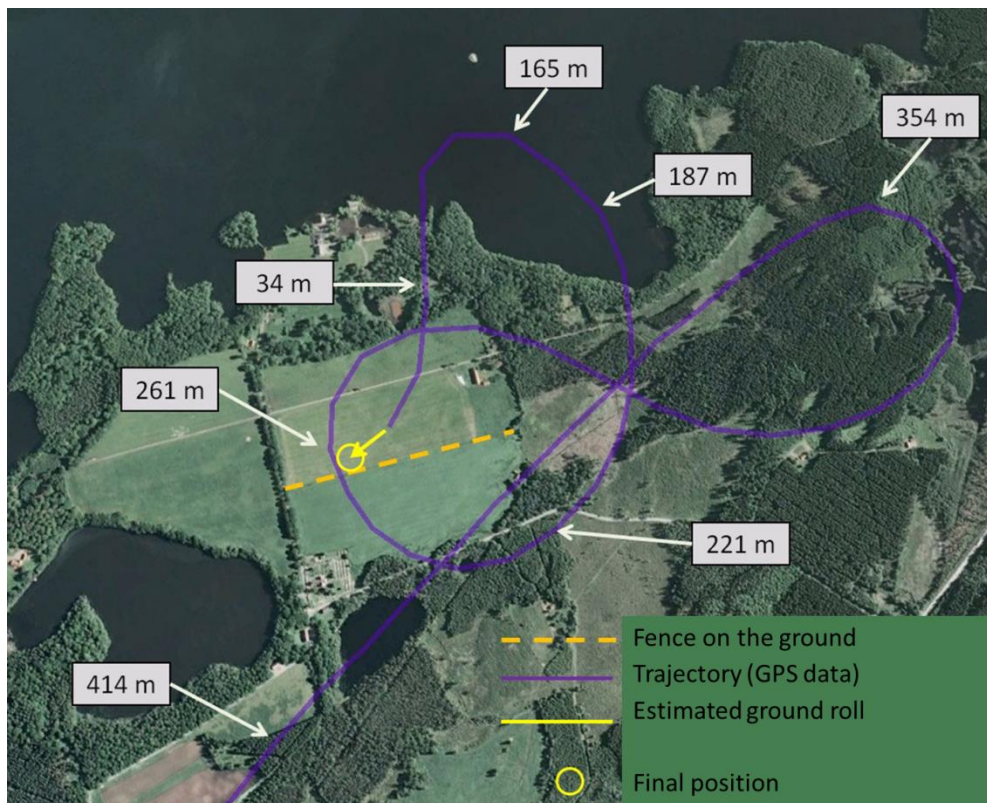 165 m
354 m
187 m
34 m
261 m
221 m
414 m
Fence on the ground
Trajectory (GPS data)
Estimated ground roll
Final position